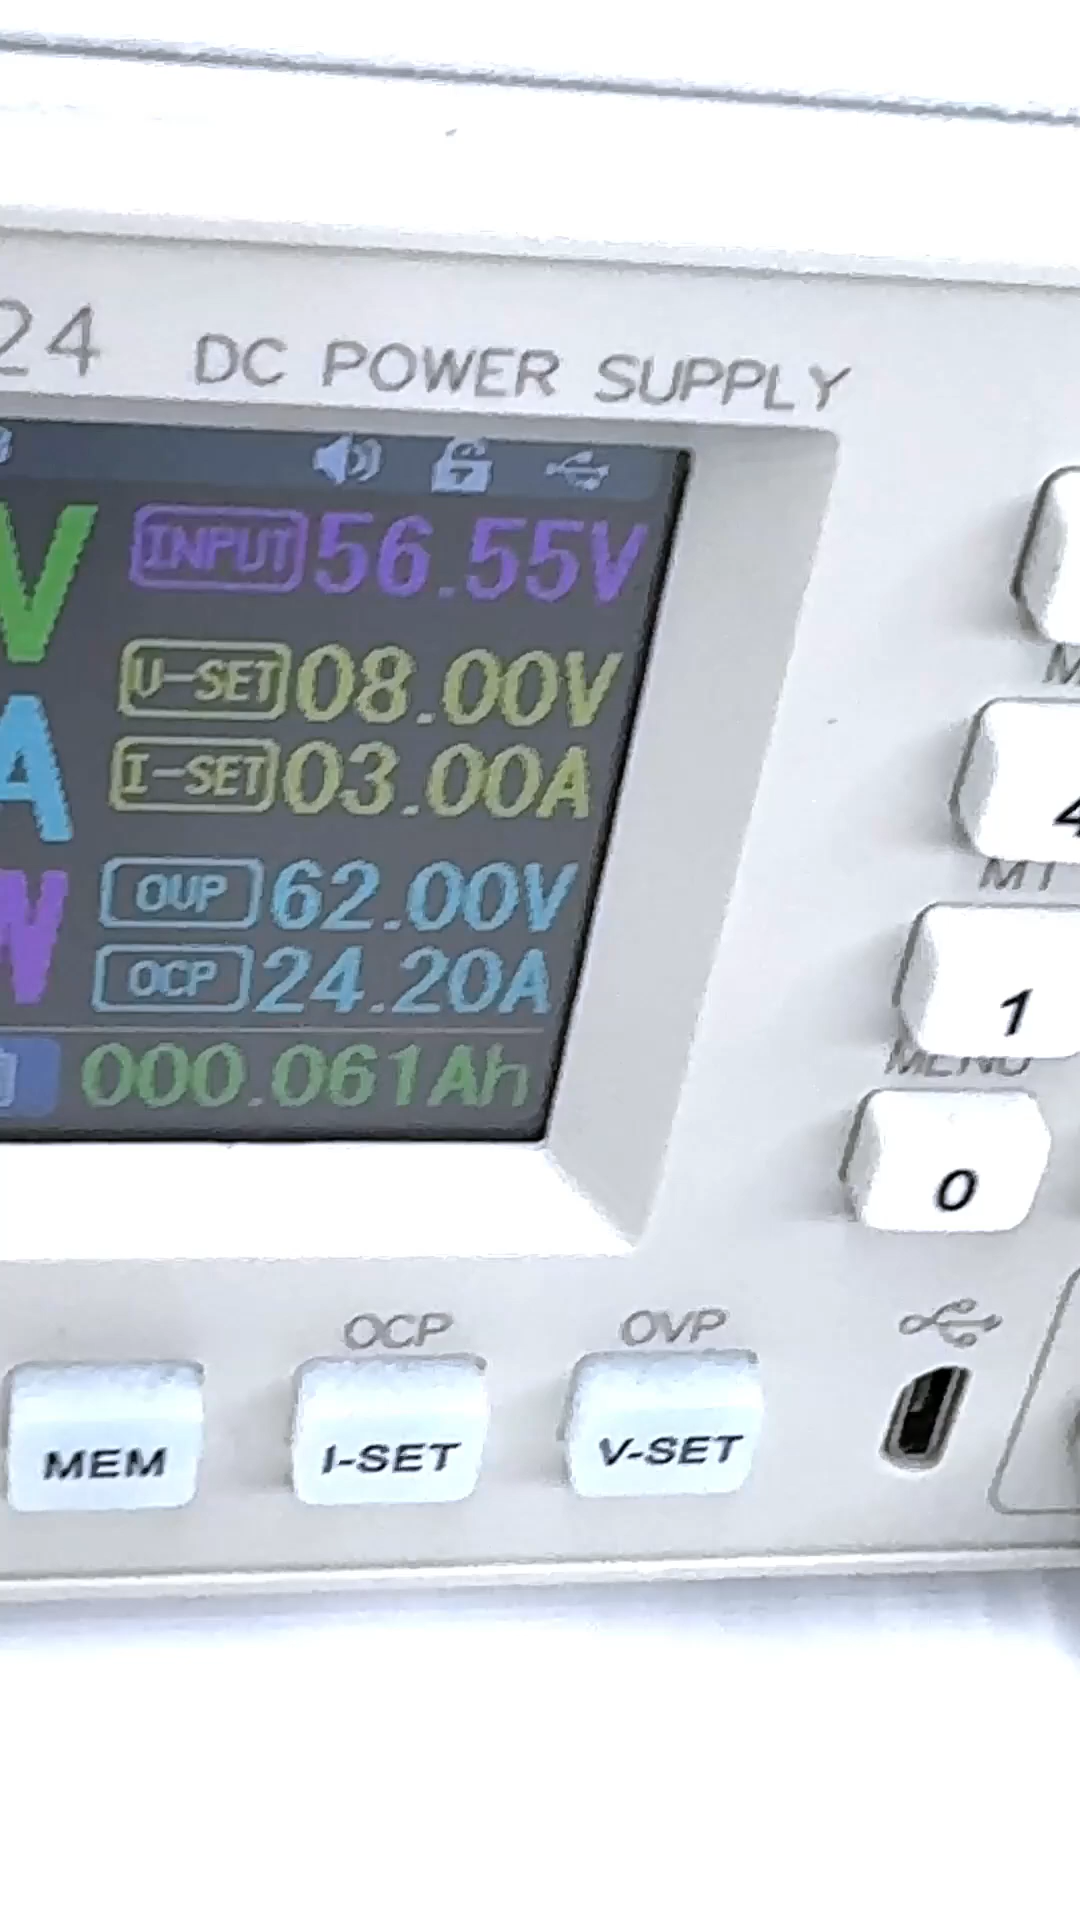 24 DC POWER SUPPLY
V INPUT 56.55V
U-SET 08.00V
A I-SET 03.00A
W OUP 62.00V
OCP 24.20A
000.061Ah
4
M1
1
MENU
0
OCP OVP
MEM I-SET V-SET